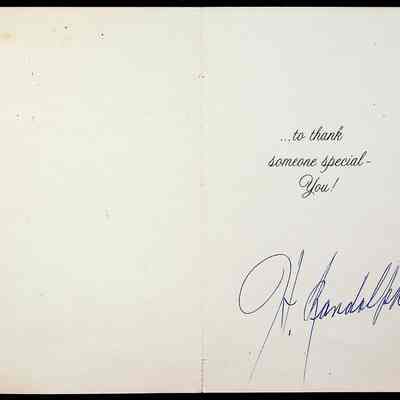 ...to thank
someone special-
You!
H. Randolph